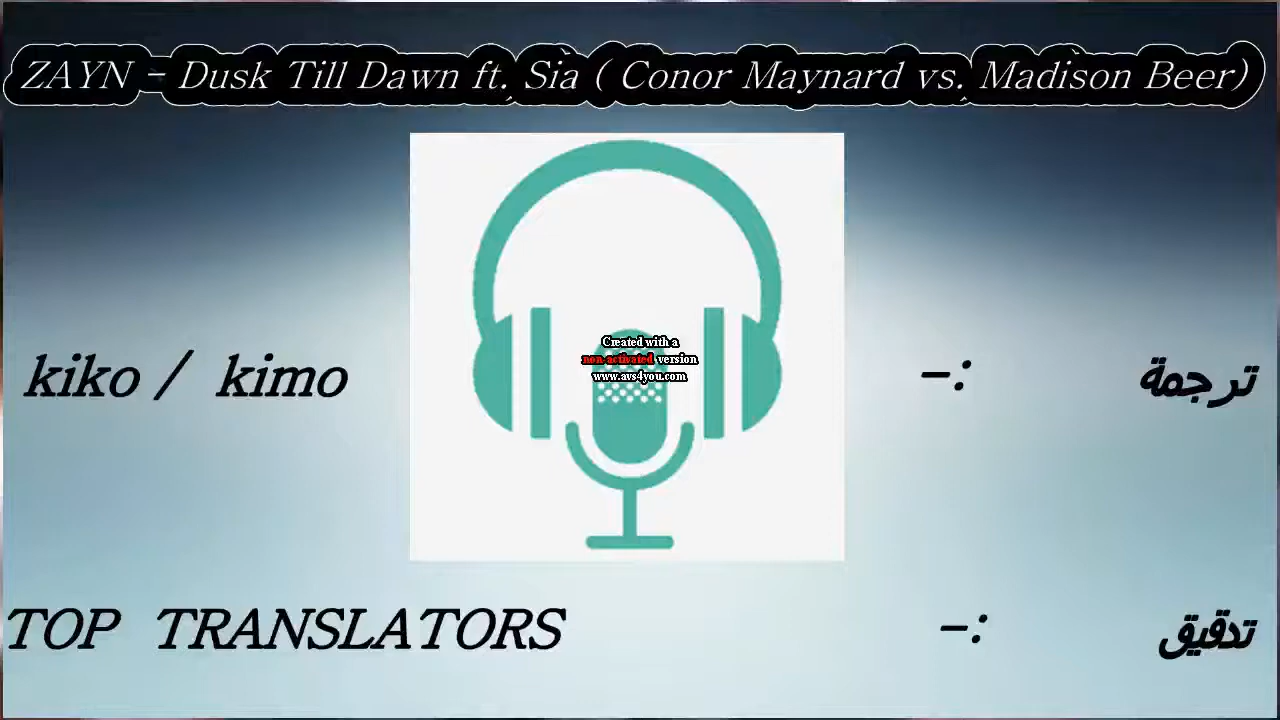 ZAYN - Dusk Till Dawn ft. Sia ( Conor Maynard vs. Madison Beer)
Created with a
non-activated version
www.avs4you.com
ترجمة :- kiko / kimo
تدقيق :- TOP TRANSLATORS